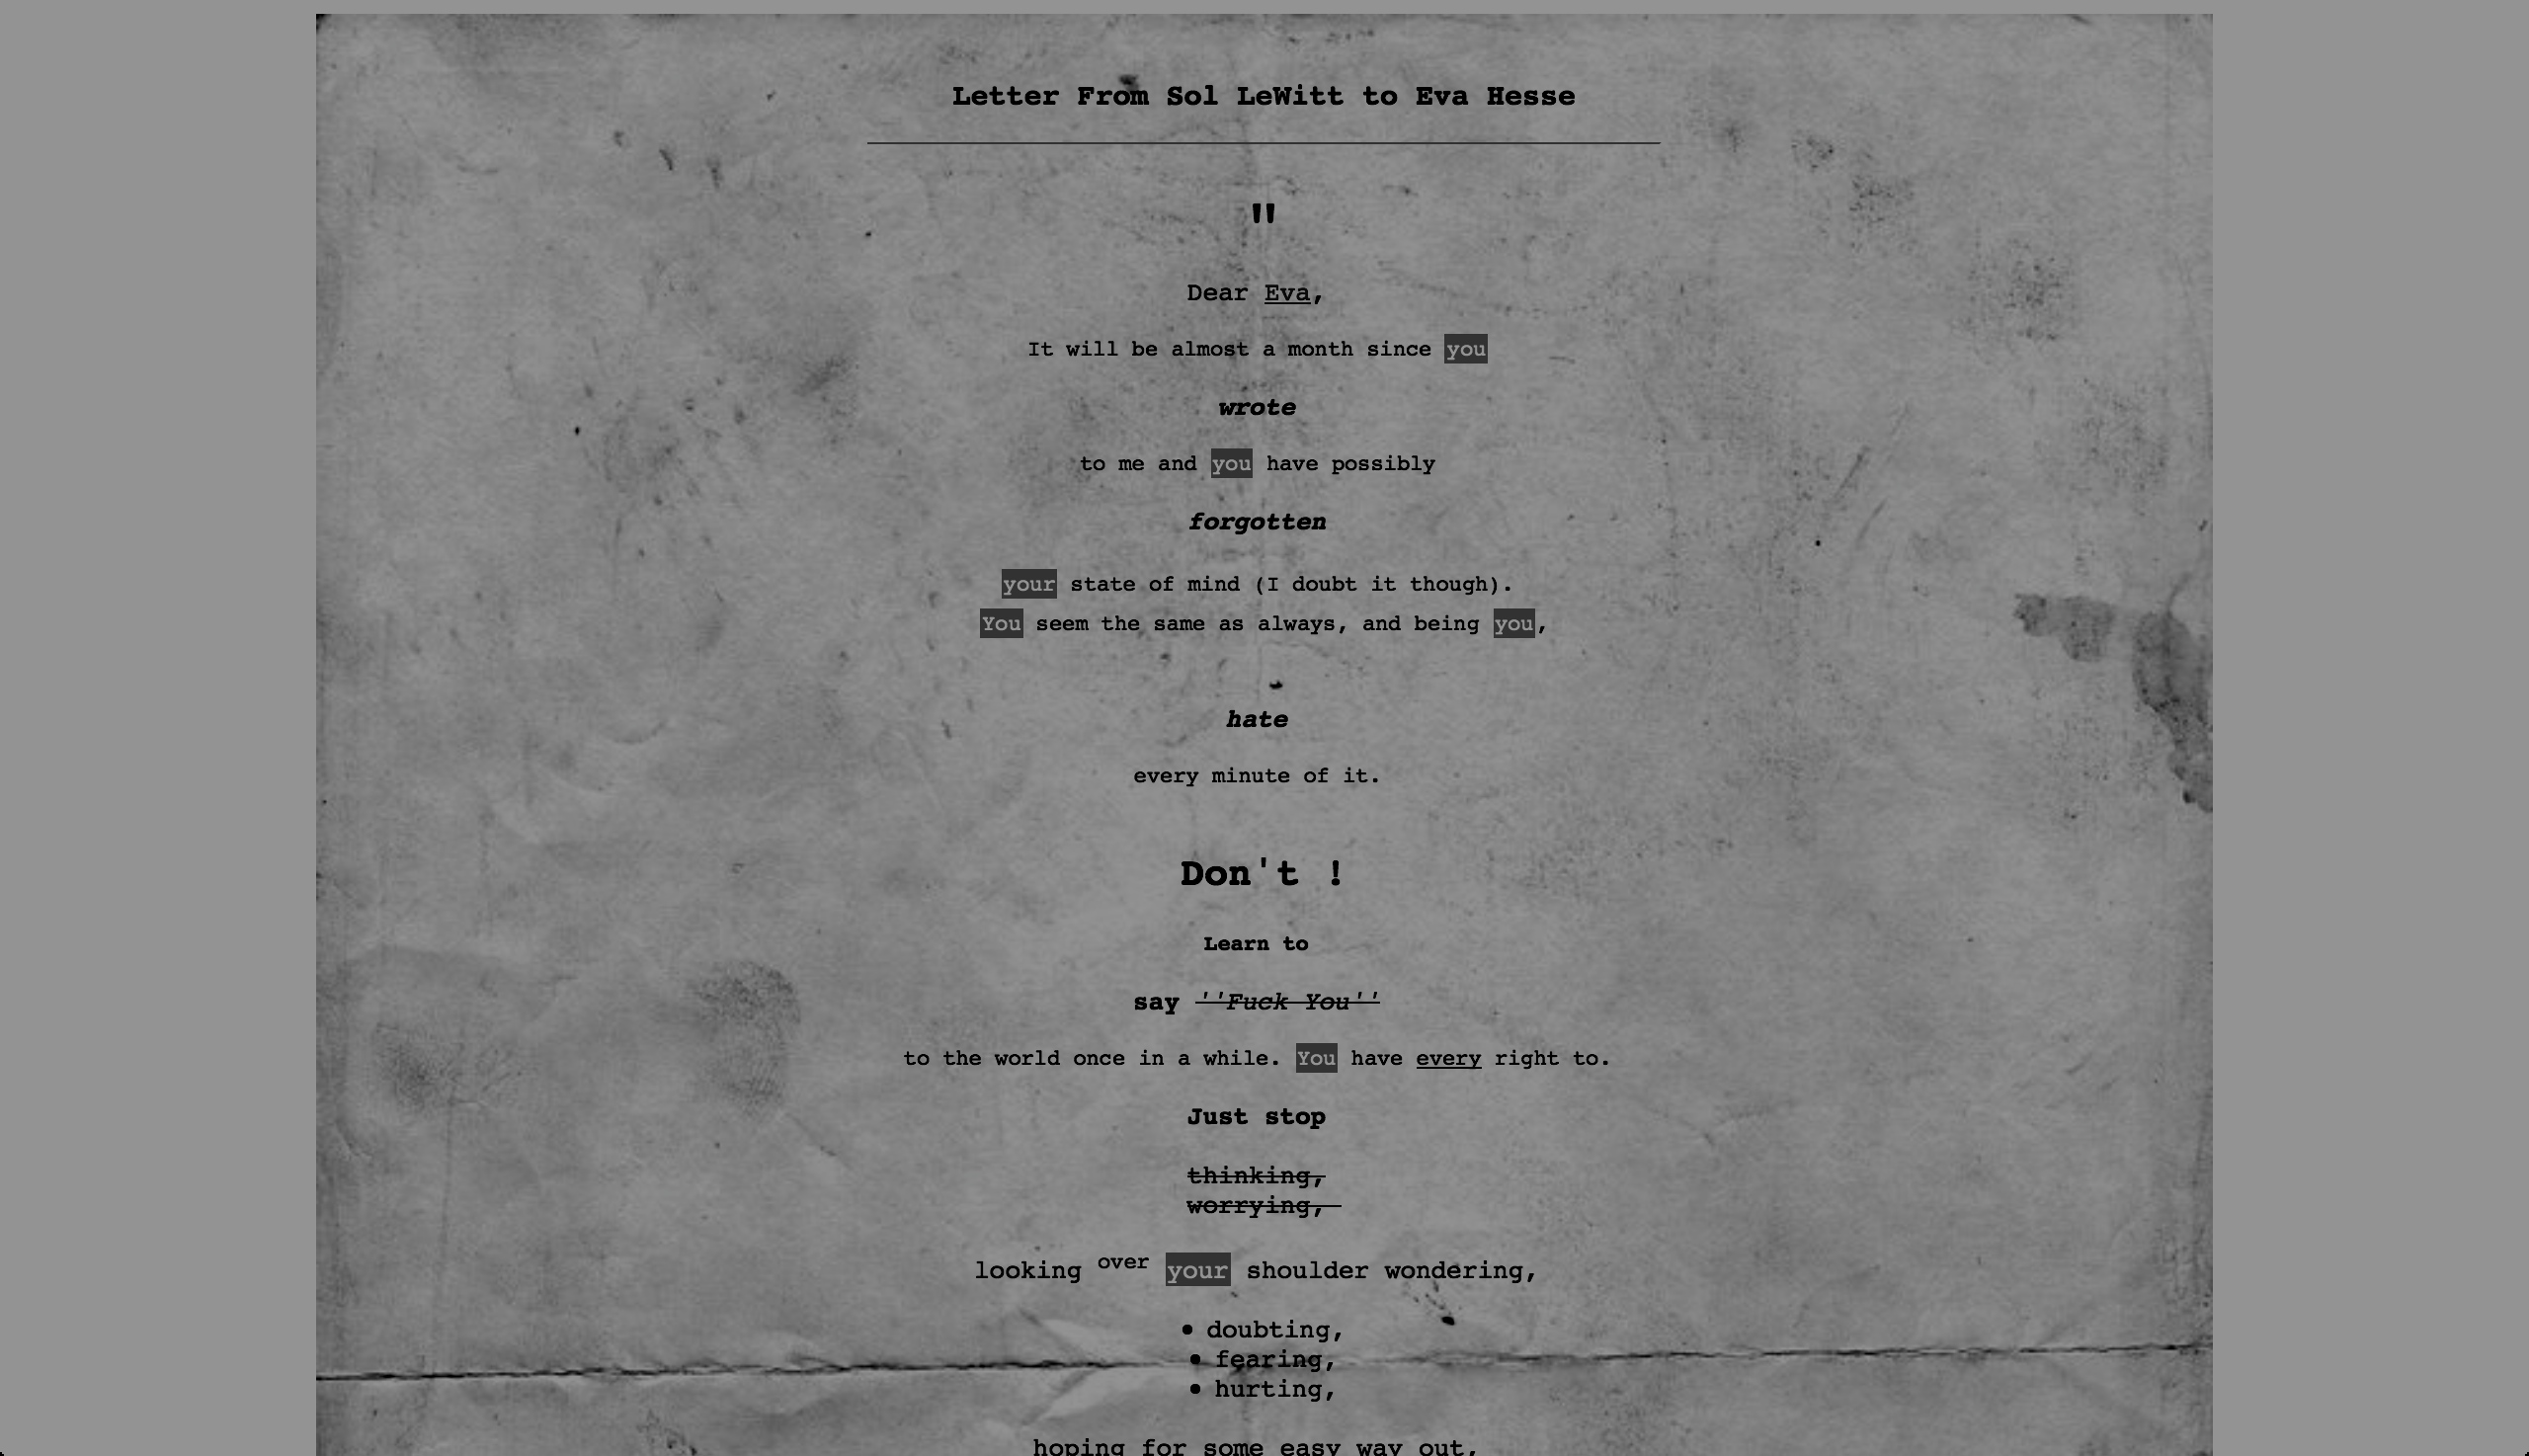 Letter From Sol LeWitt to Eva Hesse
"
Dear Eva,
It will be almost a month since you
wrote
to me and you have possibly
forgotten
your state of mind (I doubt it though).
You seem the same as always, and being you,
hate
every minute of it.
Don't !
Learn to
say ''Fuck You''
to the world once in a while. You have every right to.
Just stop
thinking,
worrying,
looking over your shoulder wondering,
• doubting,
• fearing,
• hurting,
hoping for some easy way out,